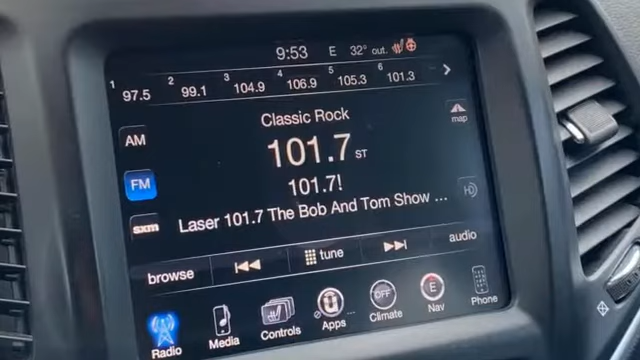 9:53 E 32° out.
1 97.5 2 99.1 3 104.9 4 106.9 5 105.3 6 101.3
Classic Rock
map
AM
101.7 ST
FM
101.7!
HD
sxm
Laser 101.7 The Bob And Tom Show ...
browse tune audio
Radio Media Controls Apps OFF Climate E Nav Phone